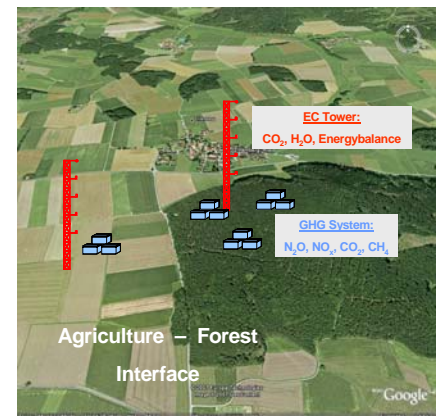 EC Tower:
CO₂, H₂O, Energybalance
GHG System:
N₂O, NOₓ, CO₂, CH₄
Agriculture – Forest
Interface
Google